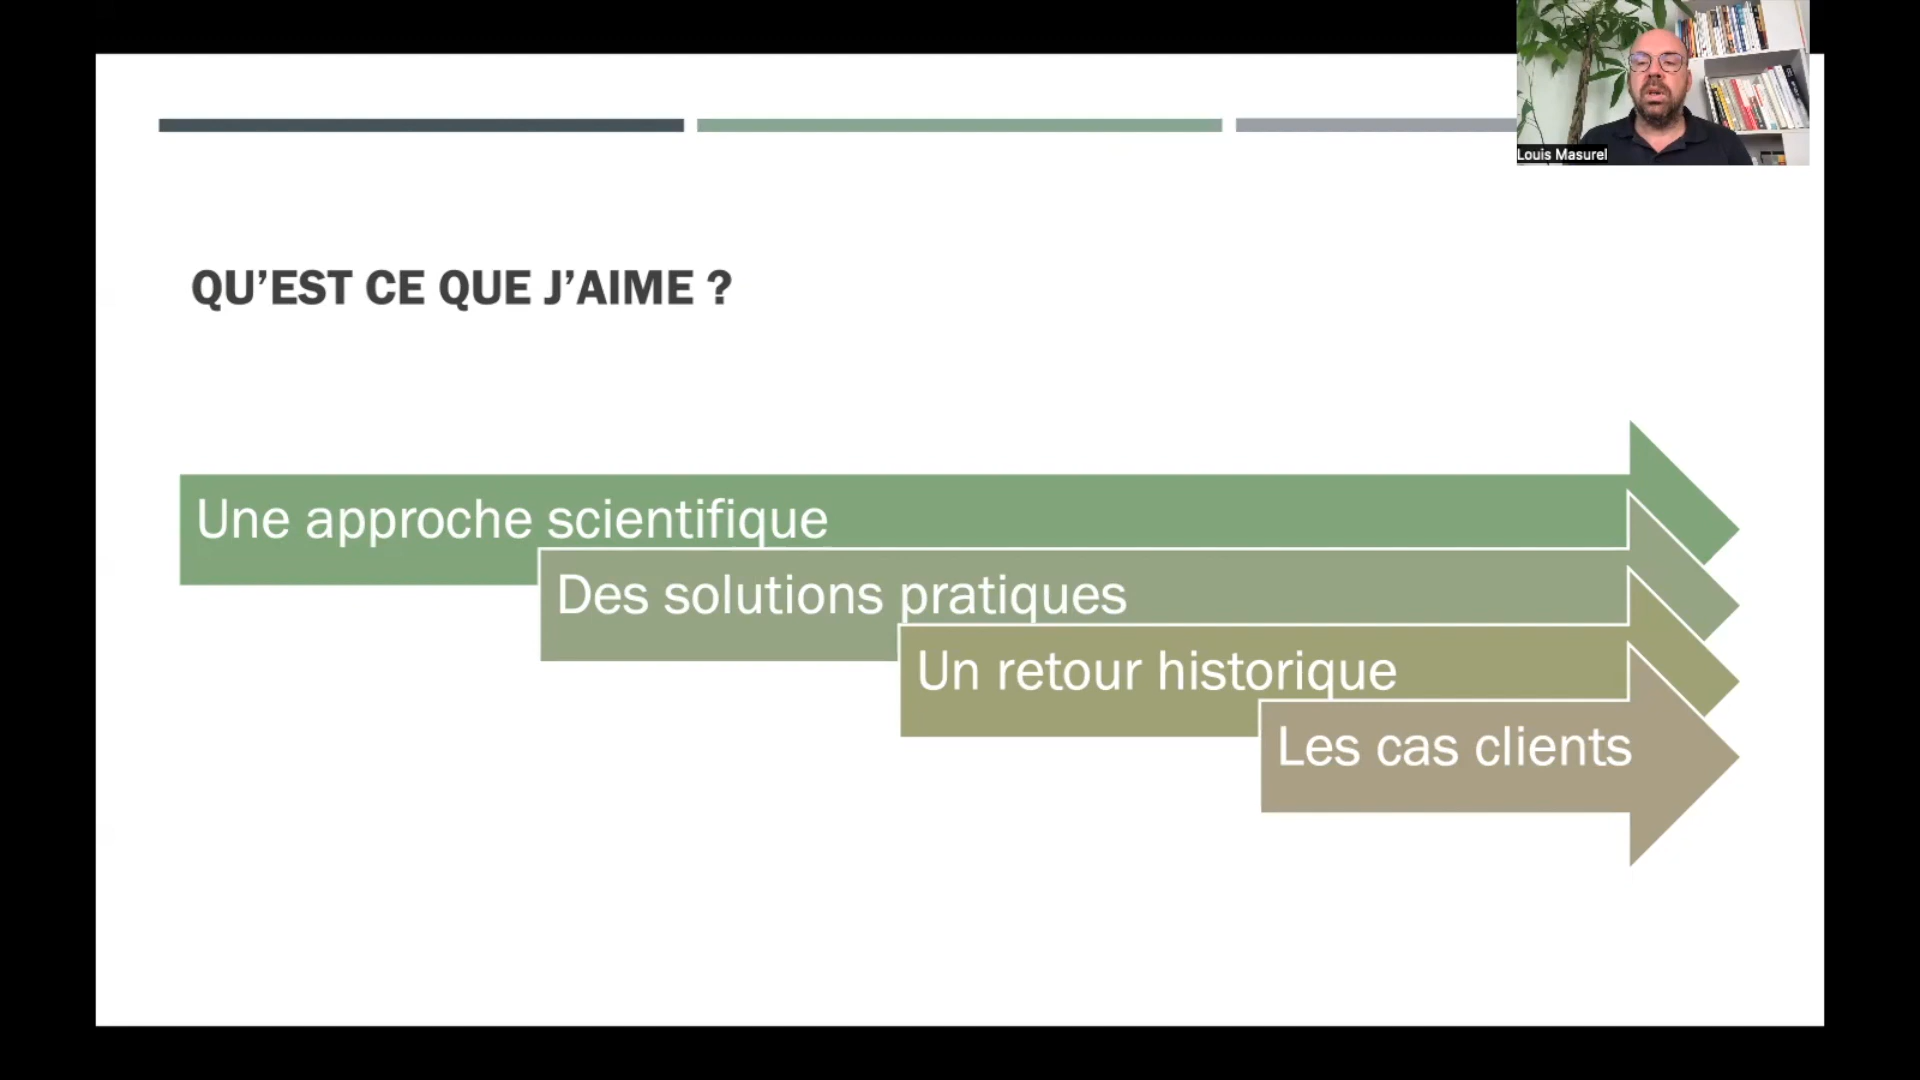 Louis Masurel
QU’EST CE QUE J’AIME ?
Une approche scientifique
Des solutions pratiques
Un retour historique
Les cas clients